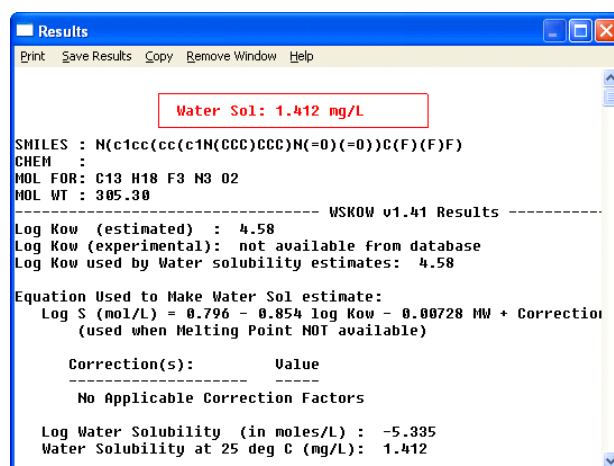 Results
Print Save Results Copy Remove Window Help
Water Sol: 1.412 mg/L
SMILES : N(c1cc(cc(c1N(CCC)CCC)N(=O)(=O))C(F)(F)F)
CHEM :
MOL FOR: C13 H18 F3 N3 O2
MOL WT : 305.30
---------------------------------- WSKOW v1.41 Results ----------
Log Kow (estimated) : 4.58
Log Kow (experimental): not available from database
Log Kow used by Water solubility estimates: 4.58
Equation Used to Make Water Sol estimate:
Log S (mol/L) = 0.796 - 0.854 log Kow - 0.00728 MW + Correction
(used when Melting Point NOT available)
Correction(s): Value
-------------------- -----
No Applicable Correction Factors
Log Water Solubility (in moles/L) : -5.335
Water Solubility at 25 deg C (mg/L): 1.412